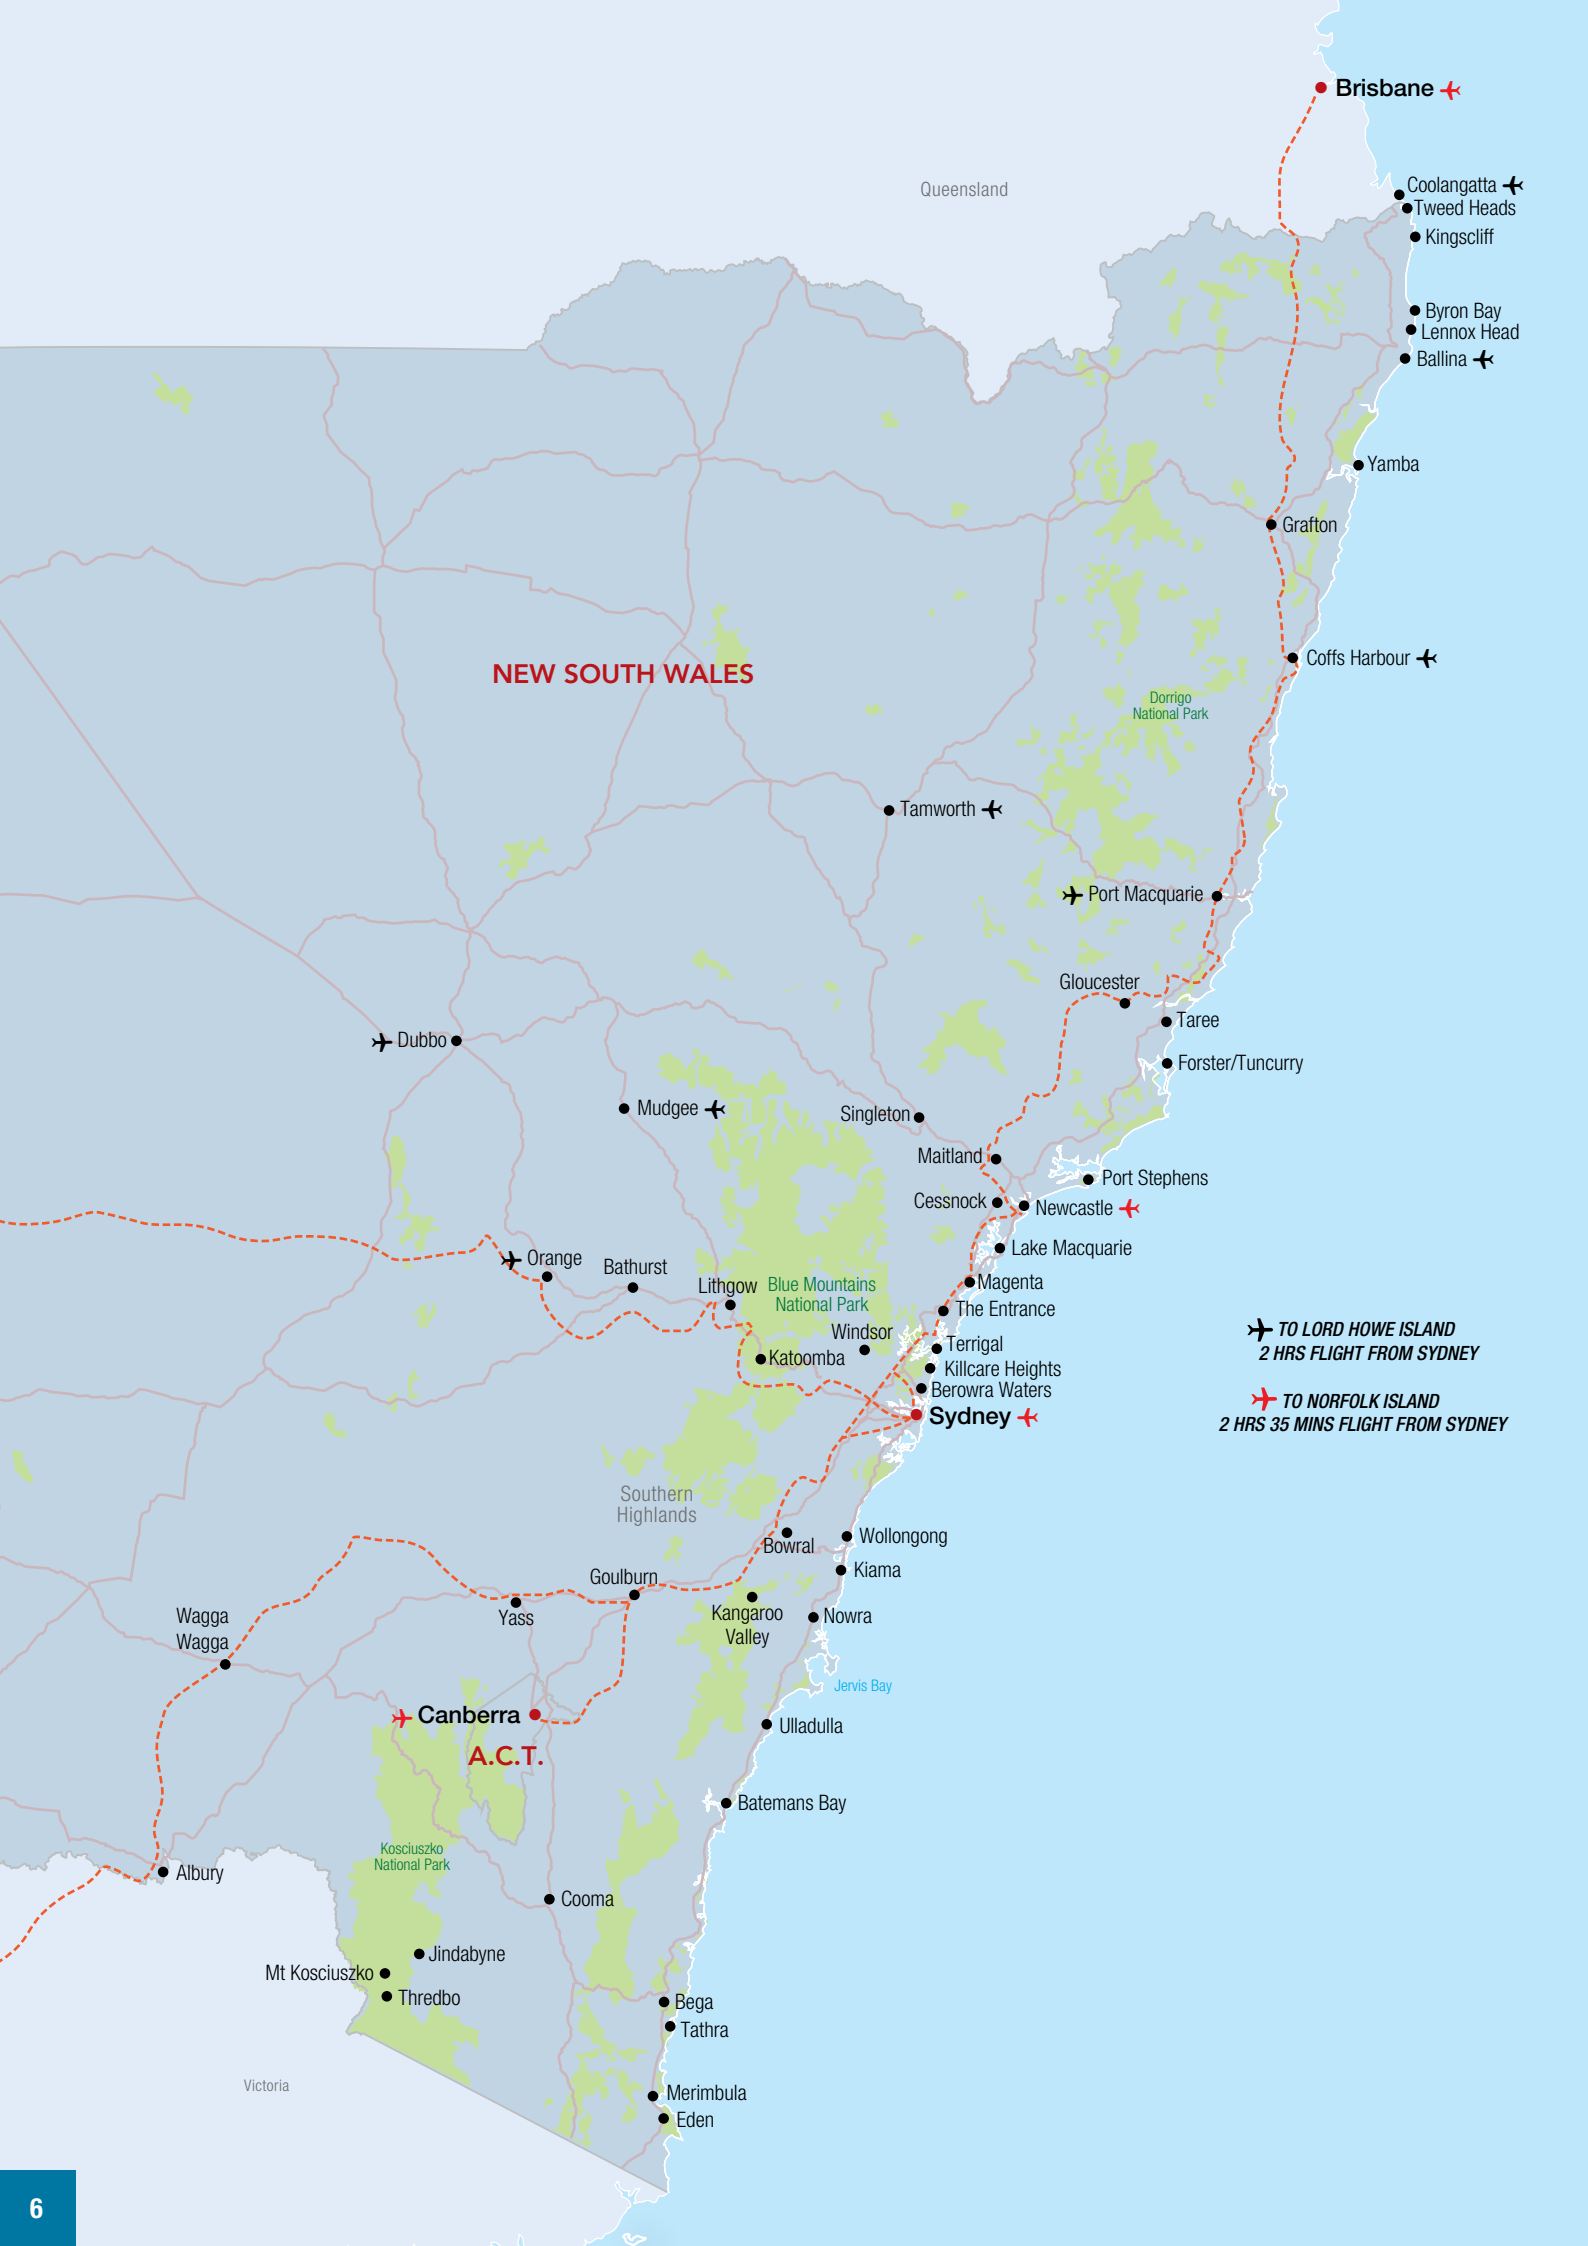 Brisbane
Queensland
Coolangatta
Tweed Heads
Kingscliff
Byron Bay
Lennox Head
Ballina
Yamba
Grafton
NEW SOUTH WALES
Coffs Harbour
Dorrigo
National Park
Tamworth
Port Macquarie
Gloucester
Taree
Dubbo
Forster/Tuncurry
Mudgee
Singleton
Maitland
Port Stephens
Cessnock
Newcastle
Lake Macquarie
Orange
Bathurst
Lithgow
Blue Mountains
National Park
Magenta
The Entrance
Windsor
Terrigal
Katoomba
Killcare Heights
Berowra Waters
Sydney
TO LORD HOWE ISLAND
2 HRS FLIGHT FROM SYDNEY
TO NORFOLK ISLAND
2 HRS 35 MINS FLIGHT FROM SYDNEY
Southern
Highlands
Bowral
Wollongong
Kiama
Goulburn
Yass
Kangaroo
Valley
Nowra
Wagga
Wagga
Jervis Bay
Canberra
Ulladulla
A.C.T.
Batemans Bay
Kosciuszko
National Park
Albury
Cooma
Jindabyne
Mt Kosciuszko
Thredbo
Bega
Tathra
Victoria
Merimbula
Eden
6